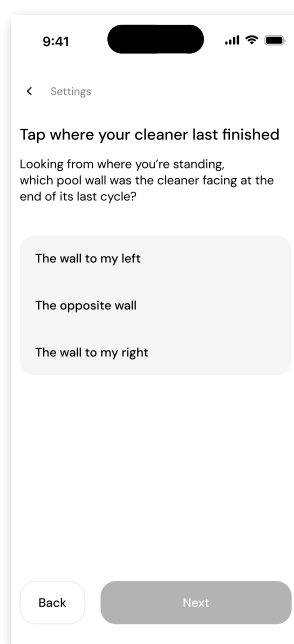 9:41
Settings
Tap where your cleaner last finished
Looking from where you’re standing,
which pool wall was the cleaner facing at the
end of its last cycle?
The wall to my left
The opposite wall
The wall to my right
Back
Next